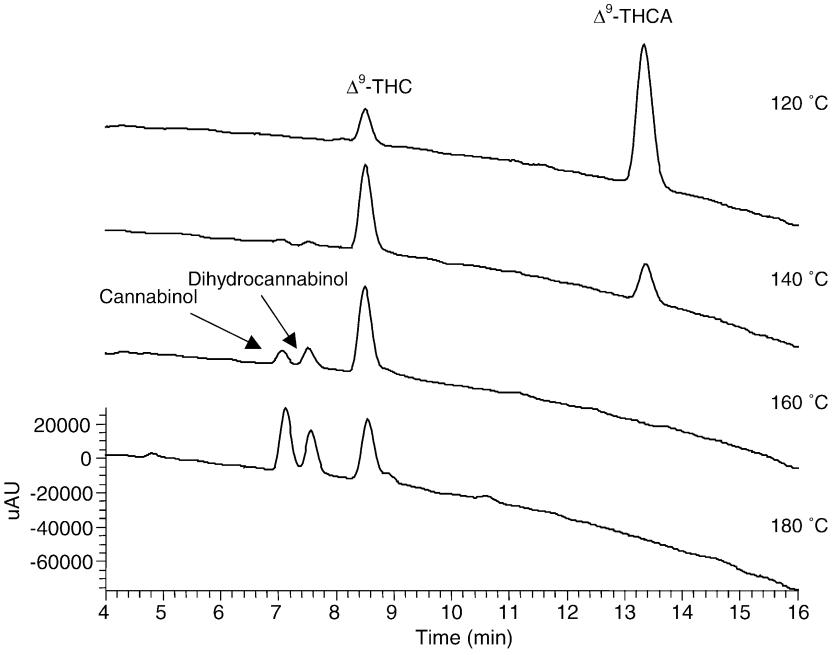 Δ9-THCA
Δ9-THC
120 ˚C
140 ˚C
Dihydrocannabinol
Cannabinol
160 ˚C
180 ˚C
20000
0
-20000
-40000
-60000
uAU
4 5 6 7 8 9 10 11 12 13 14 15 16
Time (min)